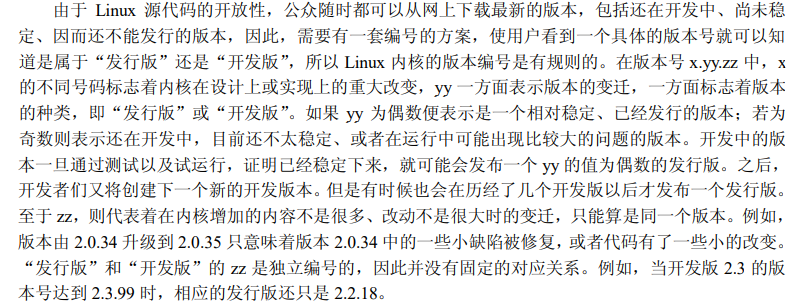 由于 Linux 源代码的开放性，公众随时都可以从网上下载最新的版本，包括还在开发中、尚未稳
定、因而还不能发行的版本，因此，需要有一套编号的方案，使用户看到一个具体的版本号就可以知
道是属于“发行版”还是“开发版”，所以 Linux 内核的版本编号是有规则的。在版本号 x.yy.zz 中，x
的不同号码标志着内核在设计上或实现上的重大改变，yy 一方面表示版本的变迁，一方面标志着版本
的种类，即“发行版”或“开发版”。如果 yy 为偶数便表示是一个相对稳定、已经发行的版本；若为
奇数则表示还在开发中，目前还不太稳定、或者在运行中可能出现比较大的问题的版本。开发中的版
本一旦通过测试以及试运行，证明已经稳定下来，就可能会发布一个 yy 的值为偶数的发行版。之后，
开发者们又将创建下一个新的开发版本。但是有时候也会在历经了几个开发版以后才发布一个发行版。
至于 zz，则代表着在内核增加的内容不是很多、改动不是很大时的变迁，只能算是同一个版本。例如，
版本由 2.0.34 升级到 2.0.35 只意味着版本 2.0.34 中的一些小缺陷被修复，或者代码有了一些小的改变。
“发行版”和“开发版”的 zz 是独立编号的，因此并没有固定的对应关系。例如，当开发版 2.3 的版
本号达到 2.3.99 时，相应的发行版还只是 2.2.18。